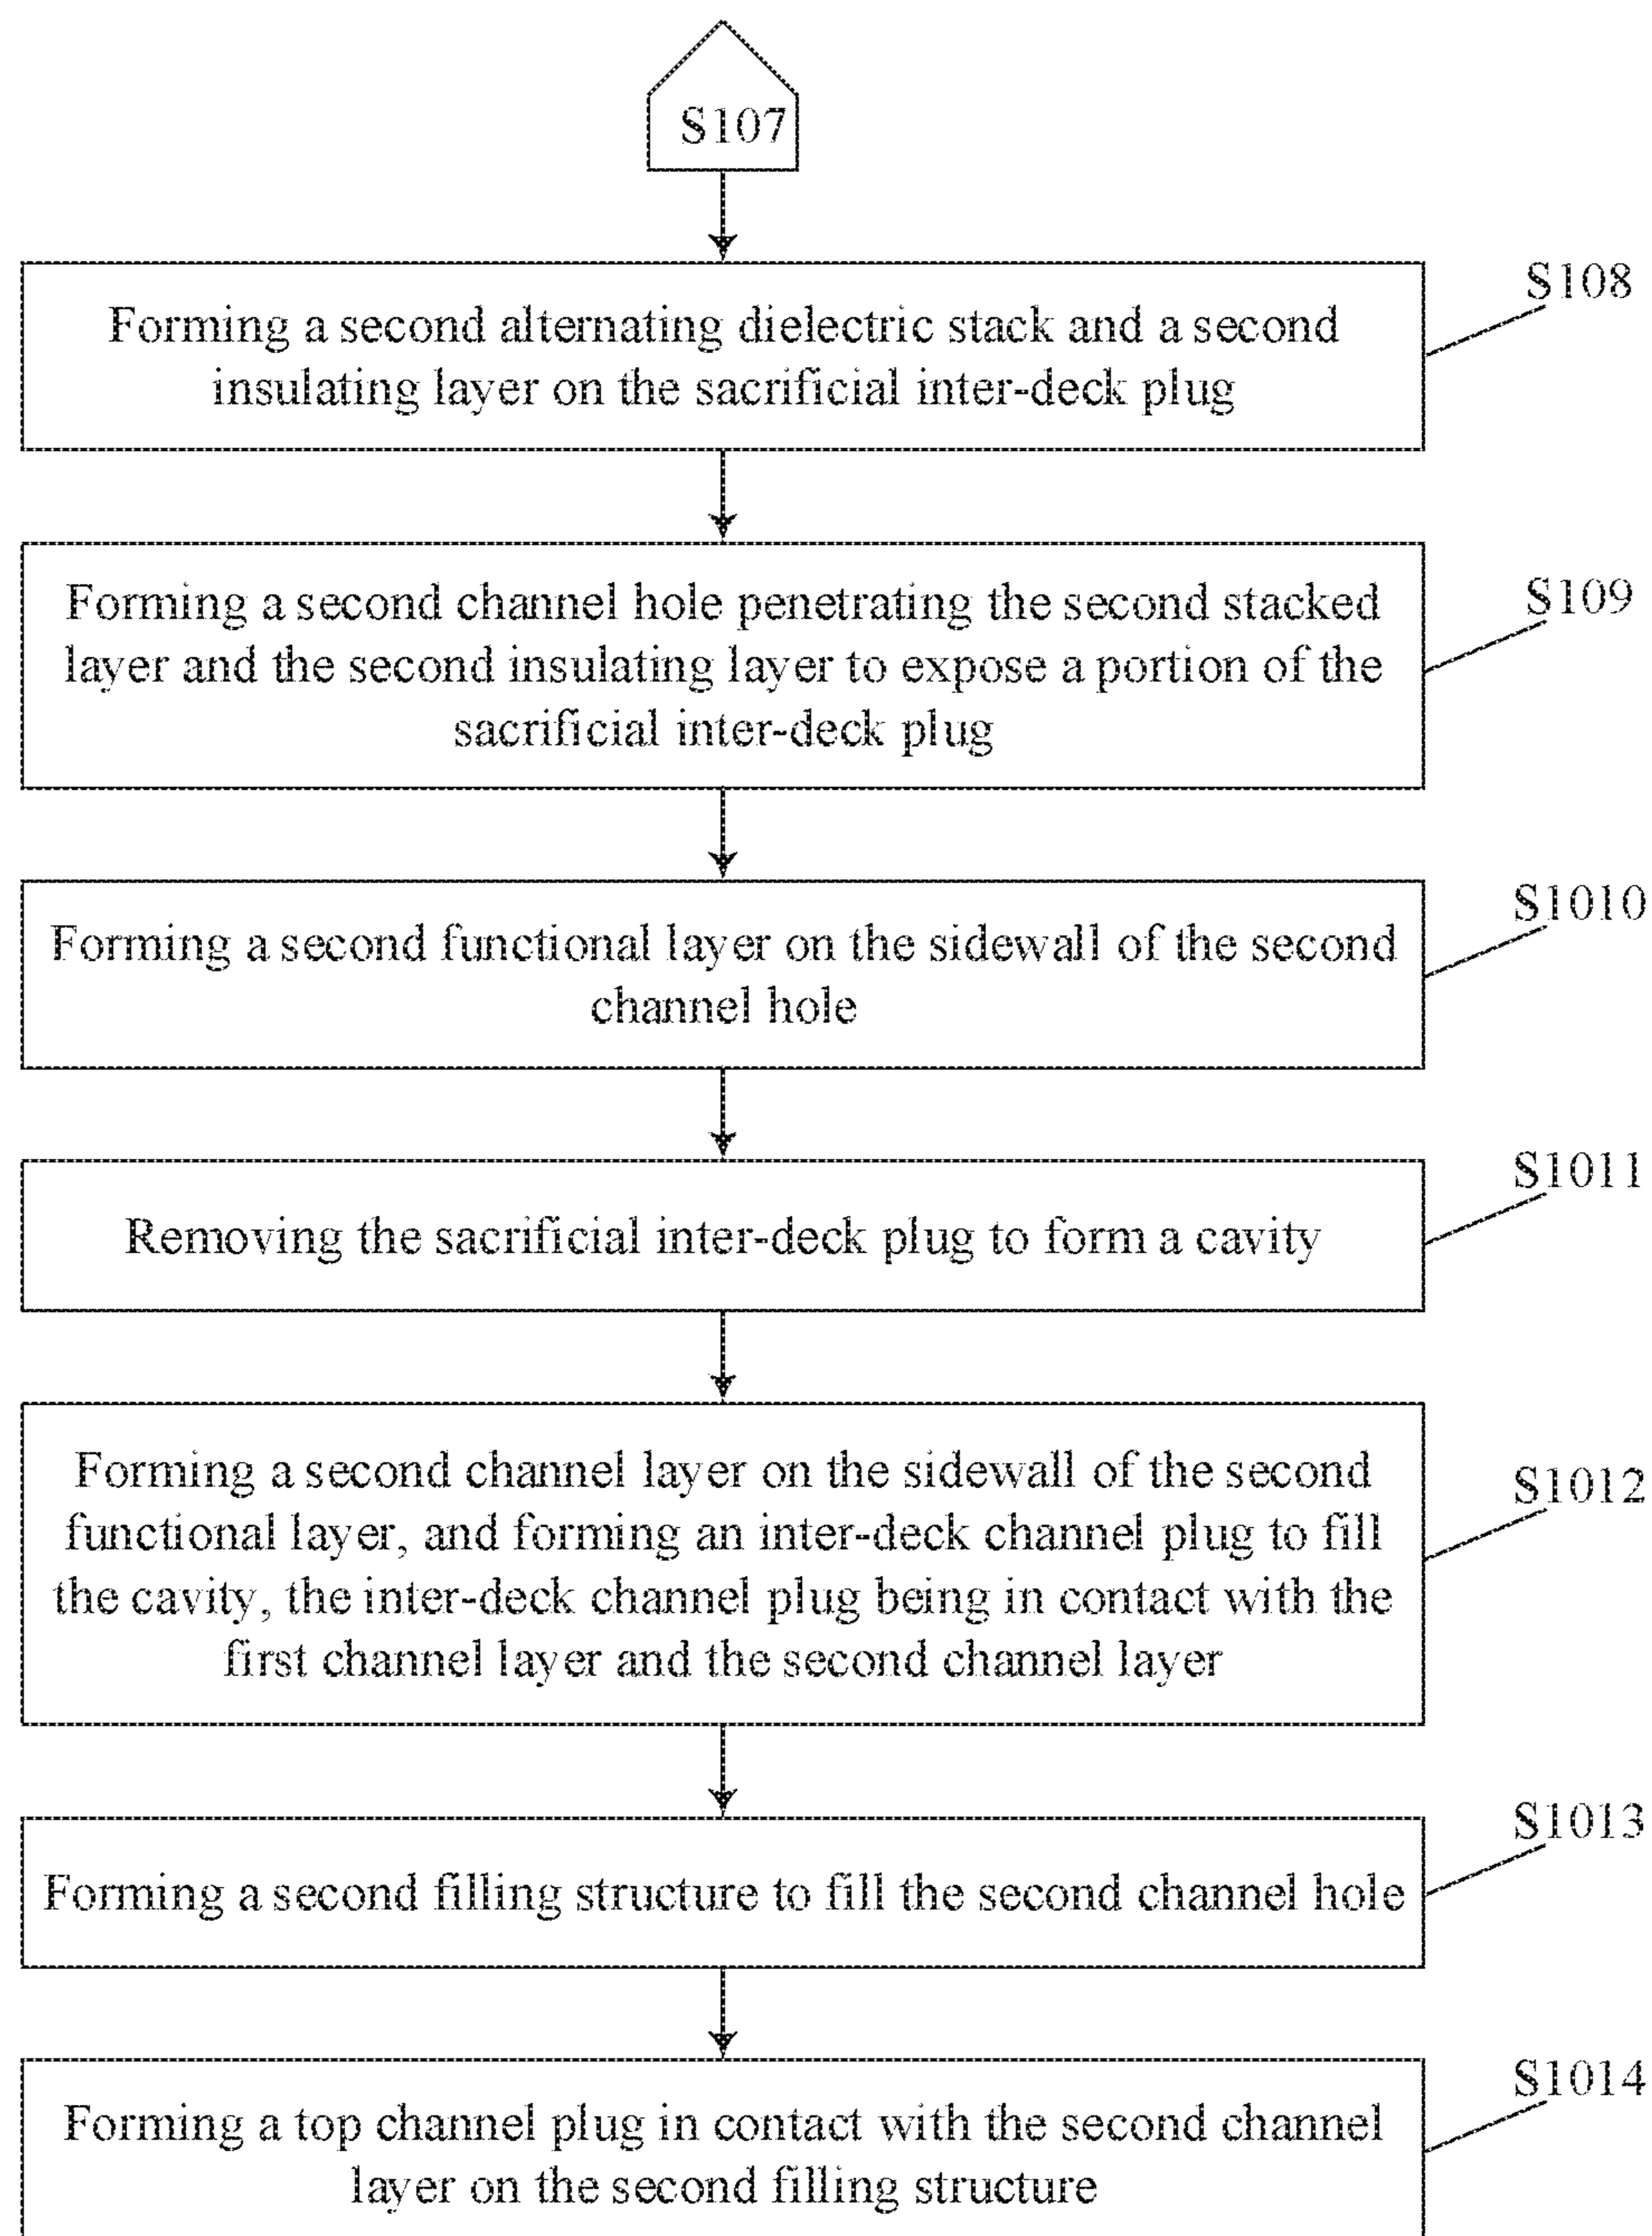 S107
S108
Forming a second alternating dielectric stack and a second
insulating layer on the sacrificial inter-deck plug
S109
Forming a second channel hole penetrating the second stacked
layer and the second insulating layer to expose a portion of the
sacrificial inter-deck plug
S1010
Forming a second functional layer on the sidewall of the second
channel hole
S1011
Removing the sacrificial inter-deck plug to form a cavity
S1012
Forming a second channel layer on the sidewall of the second
functional layer, and forming an inter-deck channel plug to fill
the cavity, the inter-deck channel plug being in contact with the
first channel layer and the second channel layer
S1013
Forming a second filling structure to fill the second channel hole
S1014
Forming a top channel plug in contact with the second channel
layer on the second filling structure